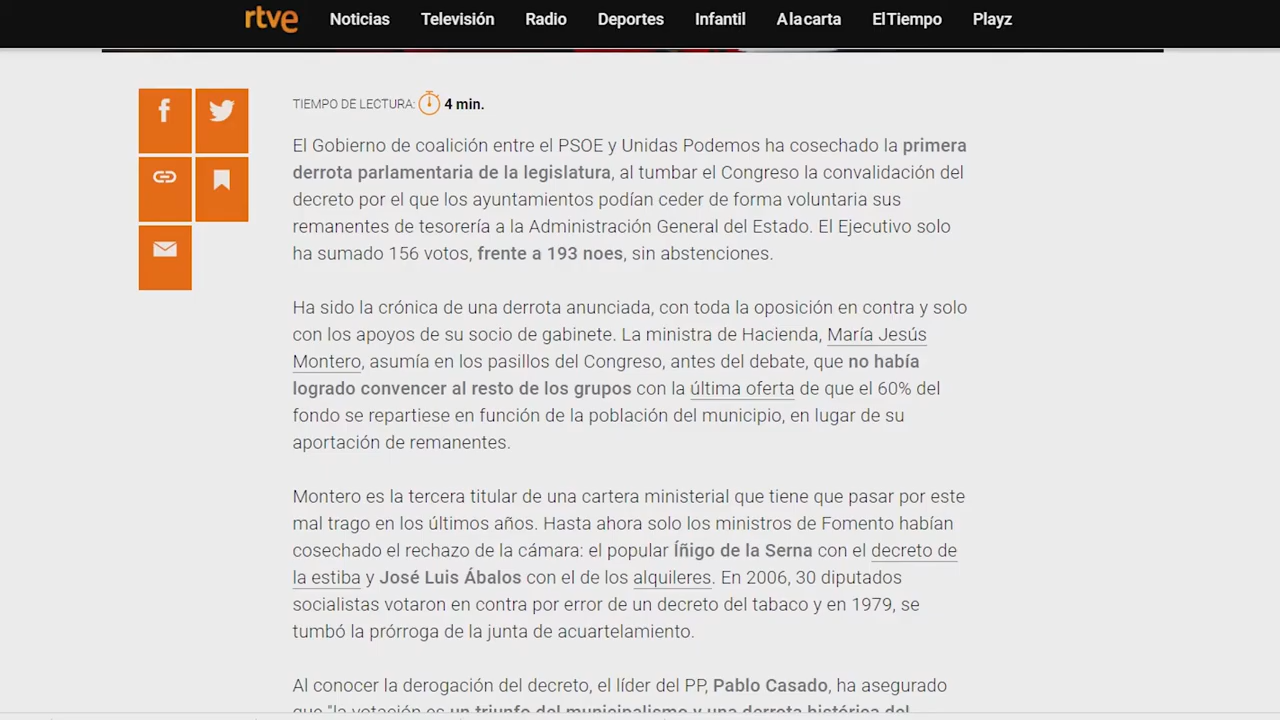 rtve Noticias Televisión Radio Deportes Infantil A la carta El Tiempo Playz
TIEMPO DE LECTURA: 4 min.
El Gobierno de coalición entre el PSOE y Unidas Podemos ha cosechado la primera
derrota parlamentaria de la legislatura, al tumbar el Congreso la convalidación del
decreto por el que los ayuntamientos podían ceder de forma voluntaria sus
remanentes de tesorería a la Administración General del Estado. El Ejecutivo solo
ha sumado 156 votos, frente a 193 noes, sin abstenciones.
Ha sido la crónica de una derrota anunciada, con toda la oposición en contra y solo
con los apoyos de su socio de gabinete. La ministra de Hacienda, María Jesús
Montero, asumía en los pasillos del Congreso, antes del debate, que no había
logrado convencer al resto de los grupos con la última oferta de que el 60% del
fondo se repartiese en función de la población del municipio, en lugar de su
aportación de remanentes.
Montero es la tercera titular de una cartera ministerial que tiene que pasar por este
mal trago en los últimos años. Hasta ahora solo los ministros de Fomento habían
cosechado el rechazo de la cámara: el popular Íñigo de la Serna con el decreto de
la estiba y José Luis Ábalos con el de los alquileres. En 2006, 30 diputados
socialistas votaron en contra por error de un decreto del tabaco y en 1979, se
tumbó la prórroga de la junta de acuartelamiento.
Al conocer la derogación del decreto, el líder del PP, Pablo Casado, ha asegurado
que "la votación es un triunfo del municipalismo y una derrota histórica del